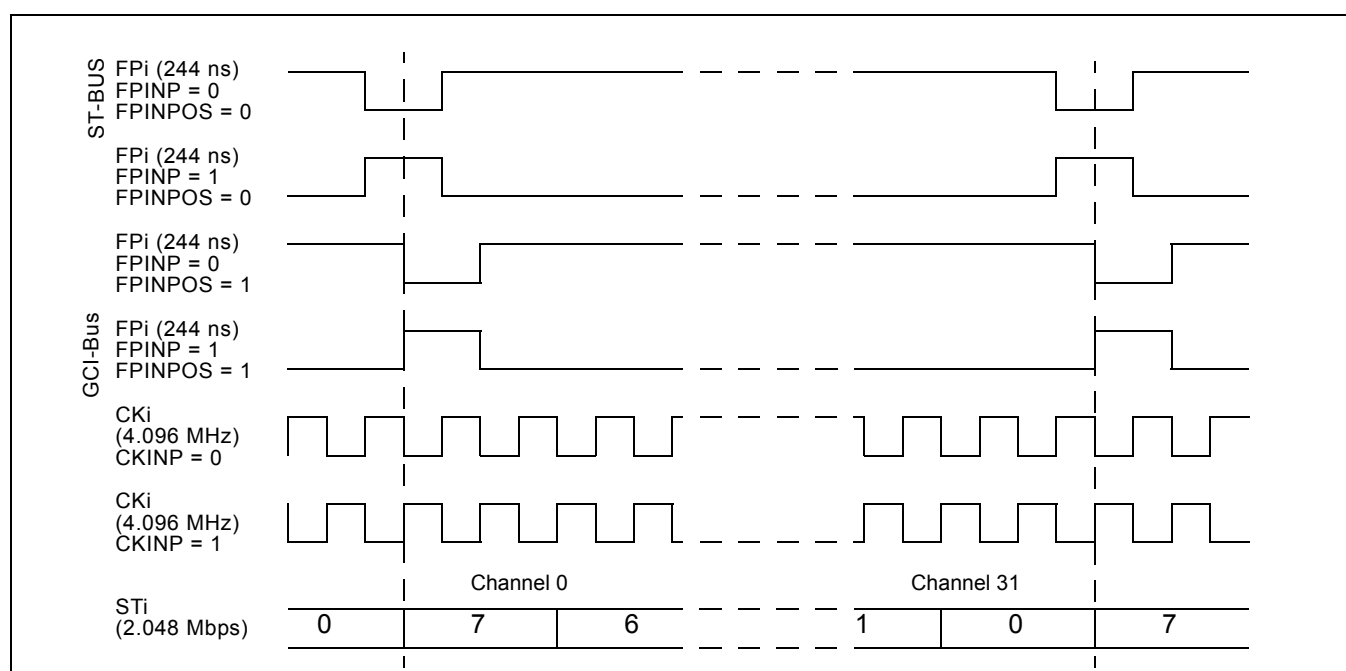 ST-BUS
FPi (244 ns)
FPINP = 0
FPINPOS = 0
FPi (244 ns)
FPINP = 1
FPINPOS = 0
FPi (244 ns)
FPINP = 0
FPINPOS = 1
GCI-Bus
FPi (244 ns)
FPINP = 1
FPINPOS = 1
CKi
(4.096 MHz)
CKINP = 0
CKi
(4.096 MHz)
CKINP = 1
Channel 0 Channel 31
STi
(2.048 Mbps)
0 7 6 1 0 7